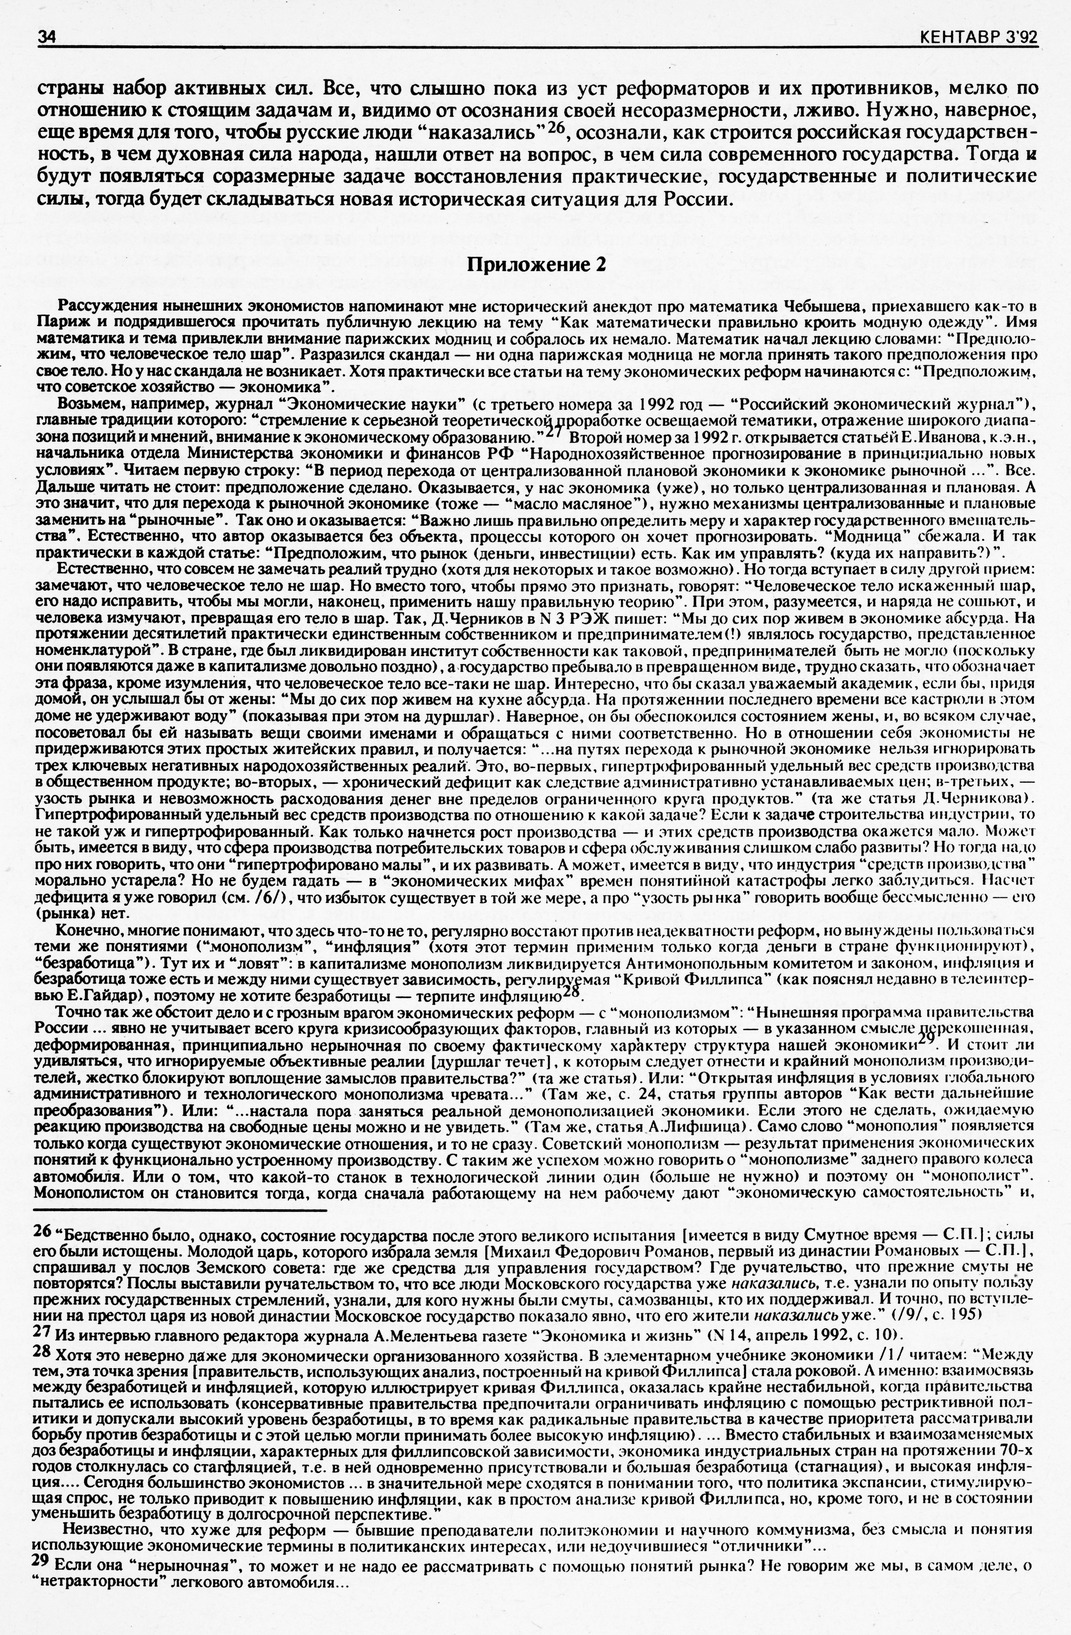 34
КЕНТАВР 3'92
страны набор активных сил. Все, что слышно пока из уст реформаторов и их противников, мелко по
отношению к стоящим задачам и, видимо от осознания своей несоразмерности, лживо. Нужно, наверное,
еще время для того, чтобы русские люди “наказались”26, осознали, как строится российская государствен-
ность, в чем духовная сила народа, нашли ответ на вопрос, в чем сила современного государства. Тогда и
будут появляться соразмерные задаче восстановления практические, государственные и политические
силы, тогда будет складываться новая историческая ситуация для России.
Приложение 2
Рассуждения нынешних экономистов напоминают мне исторический анекдот про математика Чебышева, приехавшего как-то в
Париж и подрядившегося прочитать публичную лекцию на тему “Как математически правильно кроить модную одежду”. Имя
математика и тема привлекли внимание парижских модниц и собралось их немало. Математик начал лекцию словами: “Предполо-
жим, что человеческое тело шар”. Разразился скандал — ни одна парижская модница не могла принять такого предположения про
свое тело. Но у нас скандала не возникает. Хотя практически все статьи на тему экономических реформ начинаются с: “Предположим,
что советское хозяйство — экономика”.
Возьмем, например, журнал “Экономические науки” (с третьего номера за 1992 год — “Российский экономический журнал”),
главные традиции которого: “стремление к серьезной теоретической проработке освещаемой тематики, отражение широкого диапа-
зона позиций и мнений, внимание к экономическому образованию.”27 Второй номер за 1992 г. открывается статьёй Е.Иванова, к.э.н.,
начальника отдела Министерства экономики и финансов РФ “Народнохозяйственное прогнозирование в принципиально новых
условиях”. Читаем первую строку: “В период перехода от централизованной плановой экономики к экономике рыночной ...”. Все.
Дальше читать не стоит: предположение сделано. Оказывается, у нас экономика (уже), но только централизованная и плановая. А
это значит, что для перехода к рыночной экономике (тоже — “масло масляное”), нужно механизмы централизованные и плановые
заменить на “рыночные”. Так оно и оказывается: “Важно лишь правильно определить меру и характер государственного вмешатель-
ства”. Естественно, что автор оказывается без объекта, процессы которого он хочет прогнозировать. “Модница” сбежала. И так
практически в каждой статье: “Предположим, что рынок (деньги, инвестиции) есть. Как им управлять? (куда их направить?)”.
Естественно, что совсем не замечать реалий трудно (хотя для некоторых и такое возможно). Но тогда вступает в силу другой прием:
замечают, что человеческое тело не шар. Но вместо того, чтобы прямо это признать, говорят: “Человеческое тело искаженный шар,
его надо исправить, чтобы мы могли, наконец, применить нашу правильную теорию”. При этом, разумеется, и наряда не сошьют, и
человека измучают, превращая его тело в шар. Так, Д.Черников в N 3 РЭЖ пишет: “Мы до сих пор живем в экономике абсурда. На
протяжении десятилетий практически единственным собственником и предпринимателем(!) являлось государство, представленное
номенклатурой”. В стране, где был ликвидирован институт собственности как таковой, предпринимателей быть не могло (поскольку
они появляются даже в капитализме довольно поздно), а государство пребывало в превращенном виде, трудно сказать, что обозначает
эта фраза, кроме изумления, что человеческое тело все-таки не шар. Интересно, что бы сказал уважаемый академик, если бы, придя
домой, он услышал бы от жены: “Мы до сих пор живем на кухне абсурда. На протяжении последнего времени все кастрюли в этом
доме не удерживают воду” (показывая при этом на дуршлаг). Наверное, он бы обеспокоился состоянием жены, и, во всяком случае,
посоветовал бы ей называть вещи своими именами и обращаться с ними соответственно. Но в отношении себя экономисты не
придерживаются этих простых житейских правил, и получается: “...на путях перехода к рыночной экономике нельзя игнорировать
трех ключевых негативных народохозяйственных реалий. Это, во-первых, гипертрофированный удельный вес средств производства
в общественном продукте; во-вторых, — хронический дефицит как следствие административно устанавливаемых цен; в-третьих, —
узость рынка и невозможность расходования денег вне пределов ограниченного круга продуктов.” (та же статья Д.Черникова).
Гипертрофированный удельный вес средств производства по отношению к какой задаче? Если к задаче строительства индустрии, то
не такой уж и гипертрофированный. Как только начнется рост производства — и этих средств производства окажется мало. Может
быть, имеется в виду, что сфера производства потребительских товаров и сфера обслуживания слишком слабо развиты? Но тогда надо
про них говорить, что они “гипертрофировано малы”, и их развивать. А может, имеется в виду, что индустрия “средств производства”
морально устарела? Но не будем гадать — в “экономических мифах” времен понятийной катастрофы легко заблудиться. Насчет
дефицита я уже говорил (см. /6/), что избыток существует в той же мере, а про “узость рынка” говорить вообще бессмысленно — его
(рынка) нет.
Конечно, многие понимают, что здесь что-то не то, регулярно восстают против неадекватности реформ, но вынуждены пользоваться
теми же понятиями (“монополизм”, “инфляция” (хотя этот термин применим только когда деньги в стране функционируют),
“безработица”). Тут их и “ловят”: в капитализме монополизм ликвидируется Антимонопольным комитетом и законом, инфляция и
безработица тоже есть и между ними существует зависимость, регулируемая “Кривой Филлипса” (как пояснял недавно в телеинтер-
вью Е.Гайдар), поэтому не хотите безработицы — терпите инфляцию28.
Точно так же обстоит дело и с грозным врагом экономических реформ — с “монополизмом”: “Нынешняя программа правительства
России ... явно не учитывает всего круга кризисообразующих факторов, главный из которых — в указанном смысле перекошенная,
деформированная, принципиально нерыночная по своему фактическому характеру структура нашей экономики29. И стоит ли
удивляться, что игнорируемые объективные реалии [дуршлаг течет], к которым следует отнести и крайний монополизм производи-
телей, жестко блокируют воплощение замыслов правительства?” (та же статья). Или: “Открытая инфляция в условиях глобального
административного и технологического монополизма чревата...” (Там же, с. 24, статья группы авторов “Как вести дальнейшие
преобразования”). Или: “...настала пора заняться реальной демонополизацией экономики. Если этого не сделать, ожидаемую
реакцию производства на свободные цены можно и не увидеть.” (Там же, статья А.Лифшица). Само слово “монополия” появляется
только когда существуют экономические отношения, и то не сразу. Советский монополизм — результат применения экономических
понятий к функционально устроенному производству. С таким же успехом можно говорить о “монополизме” заднего правого колеса
автомобиля. Или о том, что какой-то станок в технологической линии один (больше не нужно) и поэтому он “монополист”.
Монополистом он становится тогда, когда сначала работающему на нем рабочему дают “экономическую самостоятельность” и,
26 “Бедственно было, однако, состояние государства после этого великого испытания [имеется в виду Смутное время — С.П.]; силы
его были истощены. Молодой царь, которого избрала земля [Михаил Федорович Романов, первый из династии Романовых — С.П.],
спрашивал у послов Земского совета: где же средства для управления государством? Где ручательство, что прежние смуты не
повторятся? Послы выставили ручательством то, что все люди Московского государства уже наказались, т.е. узнали по опыту пользу
прежних государственных стремлений, узнали, для кого нужны были смуты, самозванцы, кто их поддерживал. И точно, по вступле-
нии на престол царя из новой династии Московское государство показало явно, что его жители наказались уже.” (/9/, с. 195)
27 Из интервью главного редактора журнала А.Мелентьева газете “Экономика и жизнь” (N 14, апрель 1992, с. 10).
28 Хотя это неверно даже для экономически организованного хозяйства. В элементарном учебнике экономики /1/ читаем: “Между
тем, эта точка зрения [правительств, использующих анализ, построенный на кривой Филлипса] стала роковой. А именно: взаимосвязь
между безработицей и инфляцией, которую иллюстрирует кривая Филлипса, оказалась крайне нестабильной, когда правительства
пытались ее использовать (консервативные правительства предпочитали ограничивать инфляцию с помощью рестриктивной пол-
итики и допускали высокий уровень безработицы, в то время как радикальные правительства в качестве приоритета рассматривали
борьбу против безработицы и с этой целью могли принимать более высокую инфляцию). ... Вместо стабильных и взаимозаменяемых
доз безработицы и инфляции, характерных для филлипсовской зависимости, экономика индустриальных стран на протяжении 70-х
годов столкнулась со стагфляцией, т.е. в ней одновременно присутствовали и большая безработица (стагнация), и высокая инфля-
ция.... Сегодня большинство экономистов ... в значительной мере сходятся в понимании того, что политика экспансии, стимулирую-
щая спрос, не только приводит к повышению инфляции, как в простом анализе кривой Филлипса, но, кроме того, и не в состоянии
уменьшить безработицу в долгосрочной перспективе.”
Неизвестно, что хуже для реформ — бывшие преподаватели политэкономии и научного коммунизма, без смысла и понятия
использующие экономические термины в политиканских интересах, или недоучившиеся “отличники”...
29 Если она “нерыночная”, то может и не надо ее рассматривать с помощью понятий рынка? Не говорим же мы, в самом деле, о
“нетракторности” легкового автомобиля...